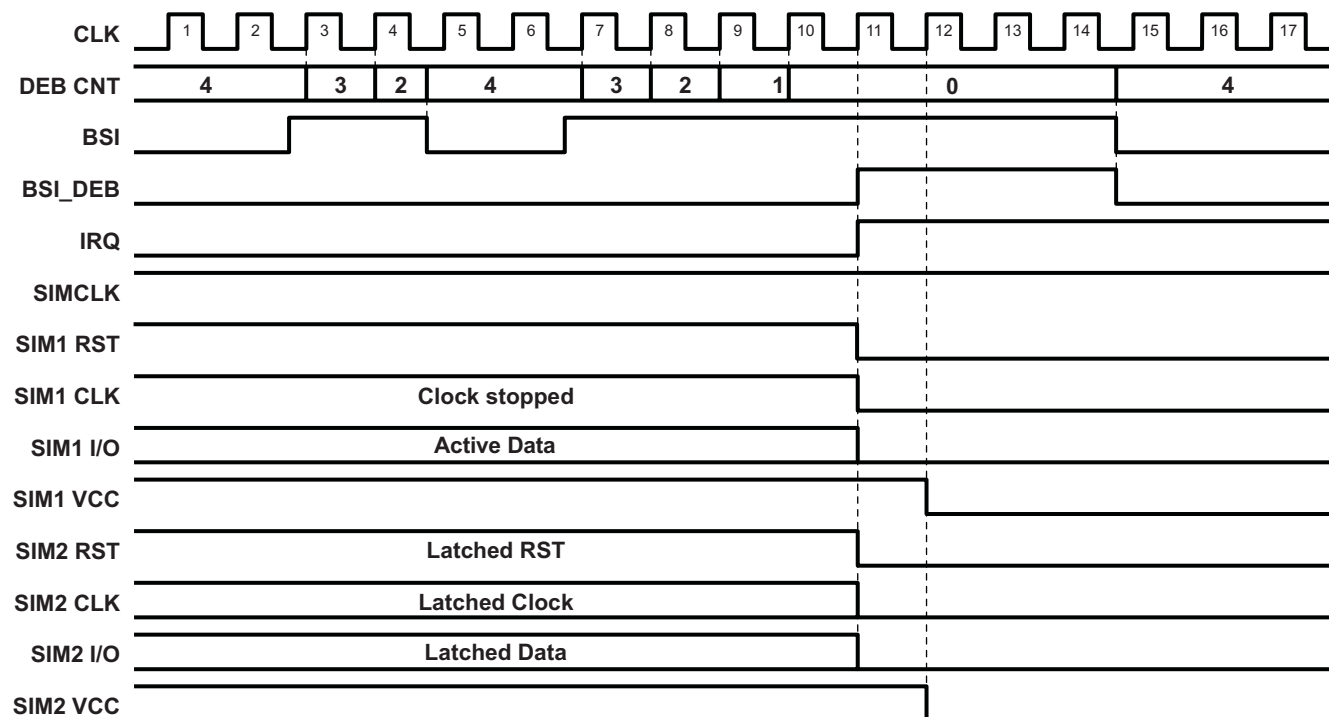 CLK 1 2 3 4 5 6 7 8 9 10 11 12 13 14 15 16 17
DEB CNT 4 3 2 4 3 2 1 0 4
BSI
BSI_DEB
IRQ
SIMCLK
SIM1 RST
SIM1 CLK Clock stopped
SIM1 I/O Active Data
SIM1 VCC
SIM2 RST Latched RST
SIM2 CLK Latched Clock
SIM2 I/O Latched Data
SIM2 VCC